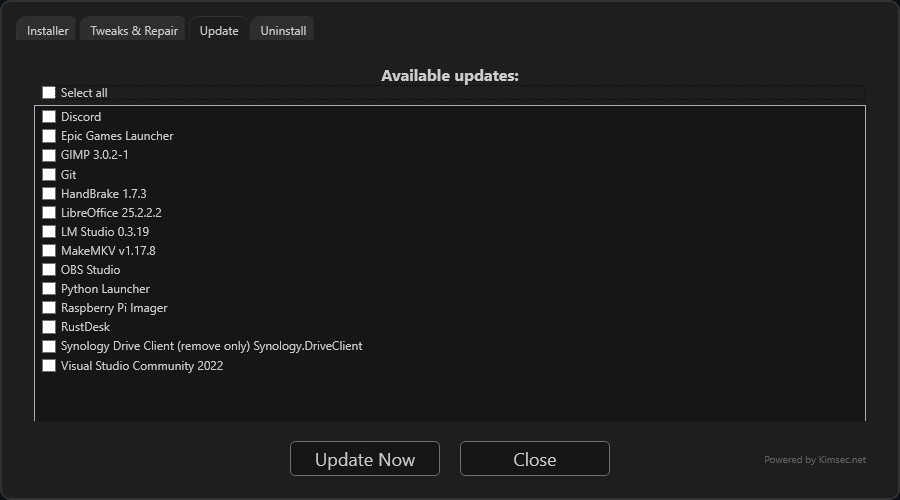 Installer Tweaks & Repair Update Uninstall
Available updates:
Select all
Discord
Epic Games Launcher
GIMP 3.0.2-1
Git
HandBrake 1.7.3
LibreOffice 25.2.2.2
LM Studio 0.3.19
MakeMKV v1.17.8
OBS Studio
Python Launcher
Raspberry Pi Imager
RustDesk
Synology Drive Client (remove only) Synology.DriveClient
Visual Studio Community 2022
Update Now Close Powered by Kimsec.net